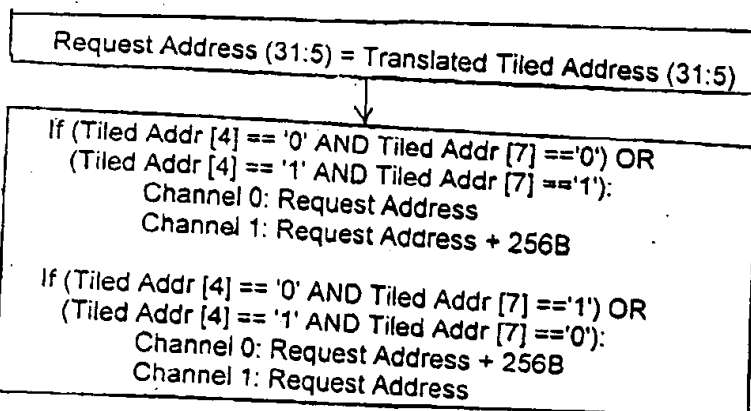 Request Address (31:5) = Translated Tiled Address (31:5)
If (Tiled Addr [4] == '0' AND Tiled Addr [7] =='0') OR
(Tiled Addr [4] == '1' AND Tiled Addr [7] =='1'):
Channel 0: Request Address
Channel 1: Request Address + 256B
If (Tiled Addr [4] == '0' AND Tiled Addr [7] =='1') OR
(Tiled Addr [4] == '1' AND Tiled Addr [7] =='0'):
Channel 0: Request Address + 256B
Channel 1: Request Address